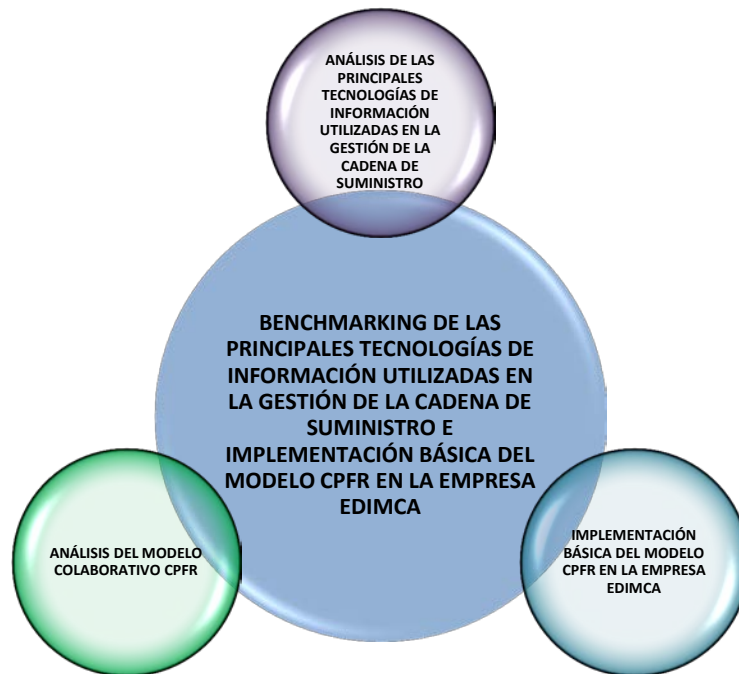 ANÁLISIS DE LAS
PRINCIPALES
TECNOLOGÍAS DE
INFORMACIÓN
UTILIZADAS EN LA
GESTIÓN DE LA
CADENA DE
SUMINISTRO
BENCHMARKING DE LAS
PRINCIPALES TECNOLOGÍAS DE
INFORMACIÓN UTILIZADAS EN
LA GESTIÓN DE LA CADENA DE
SUMINISTRO E
IMPLEMENTACIÓN BÁSICA DEL
MODELO CPFR EN LA EMPRESA
EDIMCA
ANÁLISIS DEL MODELO
COLABORATIVO CPFR
IMPLEMENTACIÓN
BÁSICA DEL MODELO
CPFR EN LA EMPRESA
EDIMCA